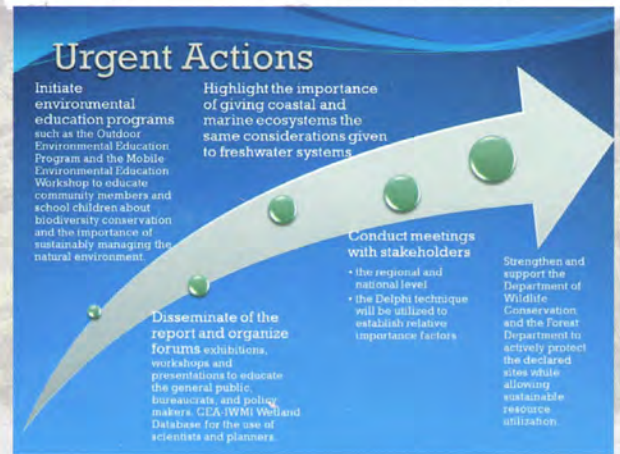 Urgent Actions
Initiate
environmental
education programs
such as the Outdoor
Environmental Education
Program and the Mobile
Environmental Education
Workshop to educate
community members and
school children about
biodiversity conservation
and the importance of
sustainably managing the
natural environment.
Disseminate of the
report and organize
forums exhibitions,
workshops and
presentations to educate
the general public,
bureaucrats, and policy
makers. CEA-IWMI Wetland
Database for the use of
scientists and planners.
Highlight the importance
of giving coastal and
marine ecosystems the
same considerations given
to freshwater systems
Conduct meetings
with stakeholders
• the regional and
national level
• the Delphi technique
will be utilized to
establish relative
importance factors
Strengthen and
support the
Department of
Wildlife
Conservation
and the Forest
Department to
actively protect
the declared
sites while
allowing
sustainable
resource
utilization.